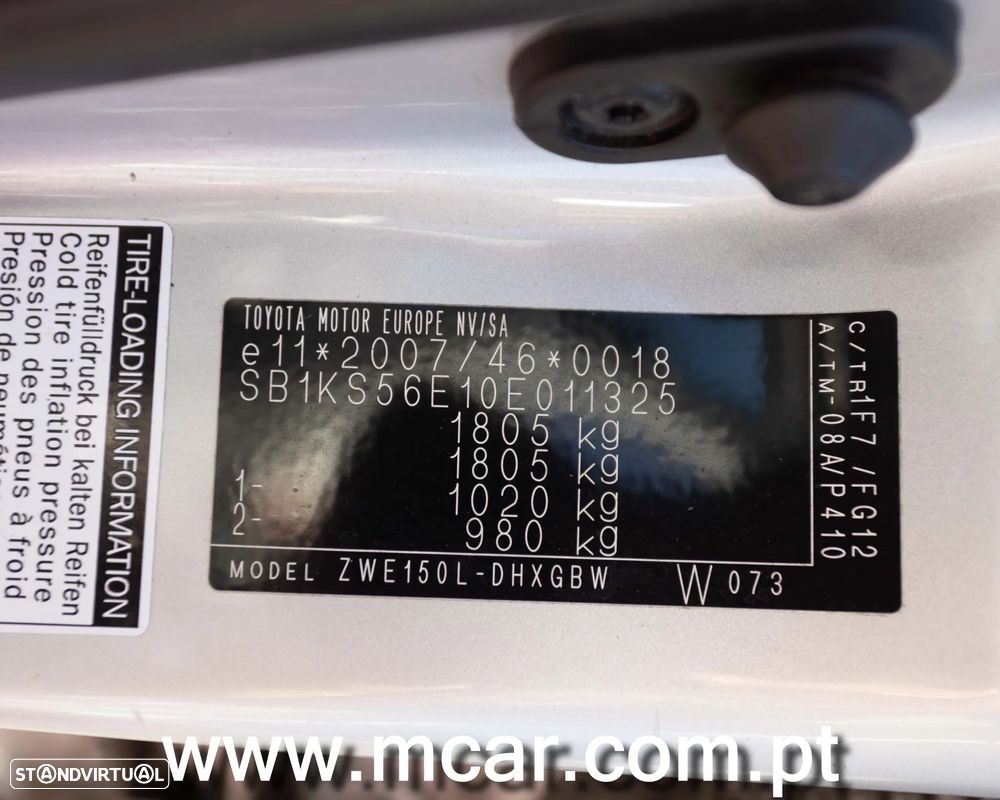 TIRE-LOADING INFORMATION
Reifenfülldruck bei kalten Reifen
Cold tire inflation pressure
Pression des pneus à froid
Presión de
TOYOTA MOTOR EUROPE NV/SA
e11*2007/46*0018
SB1KS56E10E011325
1805 kg
1805 kg
1- 1020 kg
2- 980 kg
MODEL ZWE150L-DHXGBW W 073
C/TR1F7 /FG12
A/TM-08A/P410
www.mcar.com.pt
STANDVIRTUAL